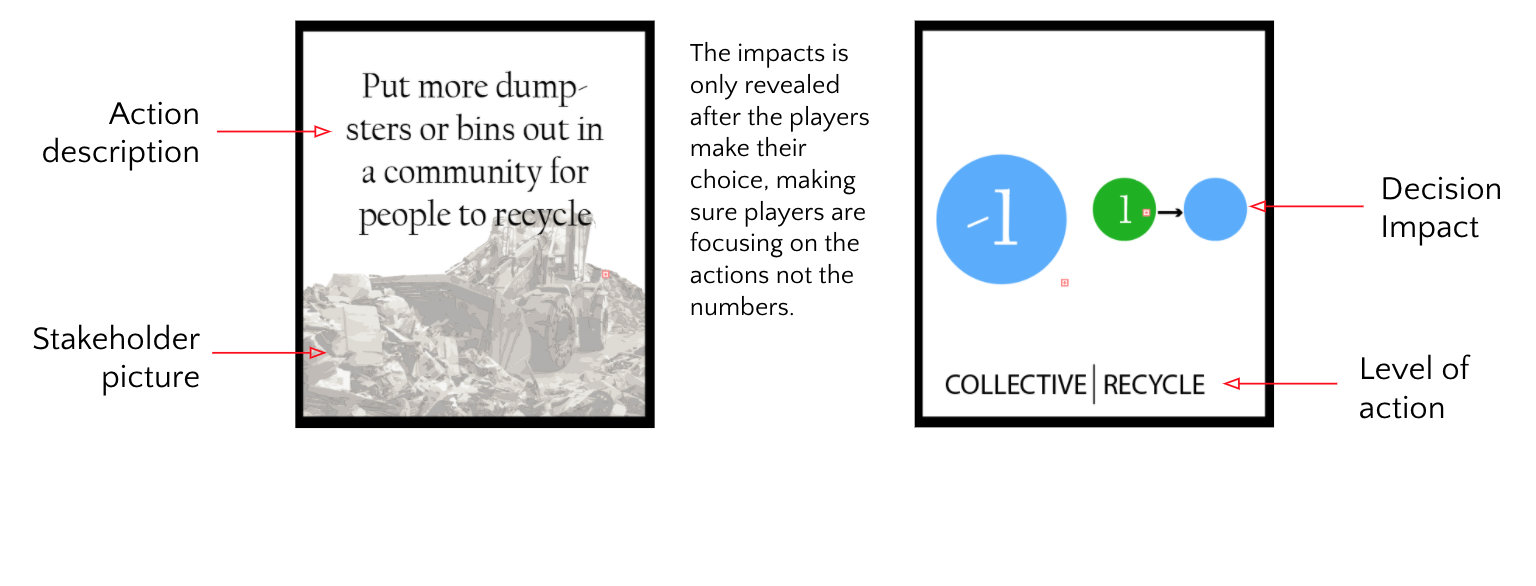 Action
description
Stakeholder
picture
Put more dump-
sters or bins out in
a community for
people to recycle
The impacts is
only revealed
after the players
make their
choice, making
sure players are
focusing on the
actions not the
numbers.
-1
1
COLLECTIVE|RECYCLE
Decision
Impact
Level of
action